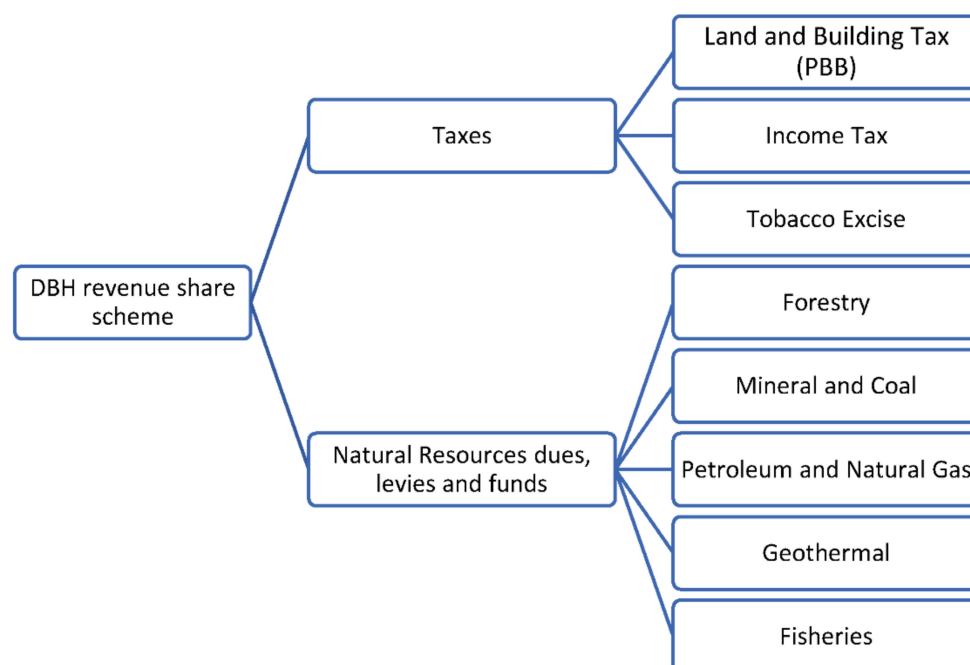 Land and Building Tax
(PBB)
Taxes
Income Tax
Tobacco Excise
DBH revenue share
scheme
Forestry
Mineral and Coal
Natural Resources dues,
levies and funds
Petroleum and Natural Gas
Geothermal
Fisheries